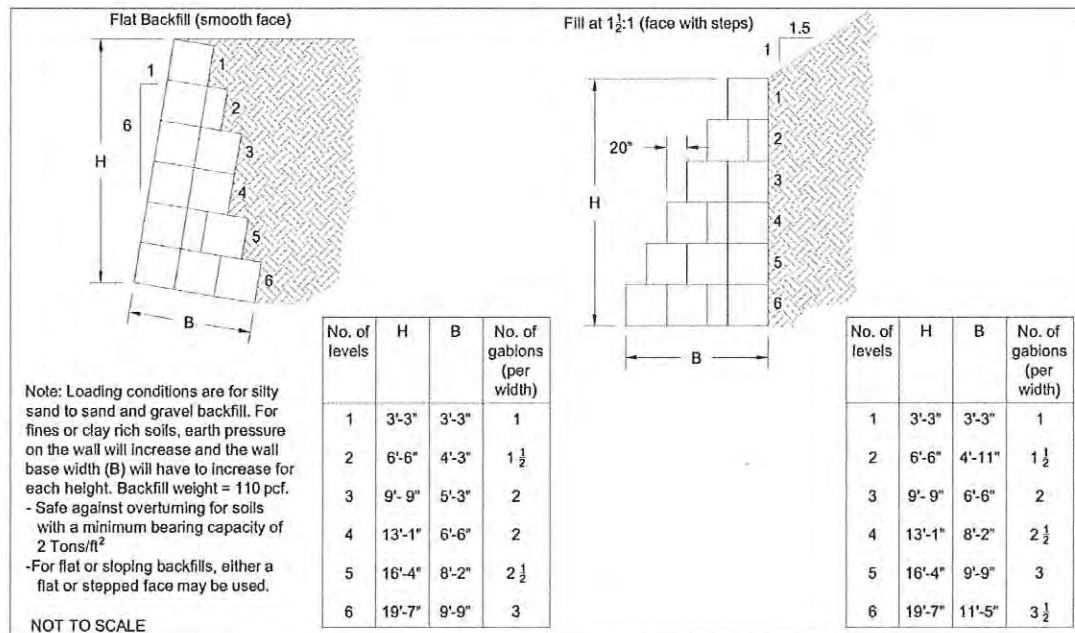 Flat Backfill (smooth face)
1
6
H
B
1
2
3
4
5
6
Fill at 1½:1 (face with steps)
1
1.5
20"
H
B
1
2
3
4
5
6
Note: Loading conditions are for silty
sand to sand and gravel backfill. For
fines or clay rich soils, earth pressure
on the wall will increase and the wall
base width (B) will have to increase for
each height. Backfill weight = 110 pcf.
- Safe against overturning for soils
with a minimum bearing capacity of
2 Tons/ft²
-For flat or sloping backfills, either a
flat or stepped face may be used.
NOT TO SCALE
No. of levels H B No. of gabions (per width)
1 3'-3" 3'-3" 1
2 6'-6" 4'-3" 1½
3 9'- 9" 5'-3" 2
4 13'-1" 6'-6" 2
5 16'-4" 8'-2" 2½
6 19'-7" 9'-9" 3
No. of levels H B No. of gabions (per width)
1 3'-3" 3'-3" 1
2 6'-6" 4'-11" 1½
3 9'- 9" 6'-6" 2
4 13'-1" 8'-2" 2½
5 16'-4" 9'-9" 3
6 19'-7" 11'-5" 3½